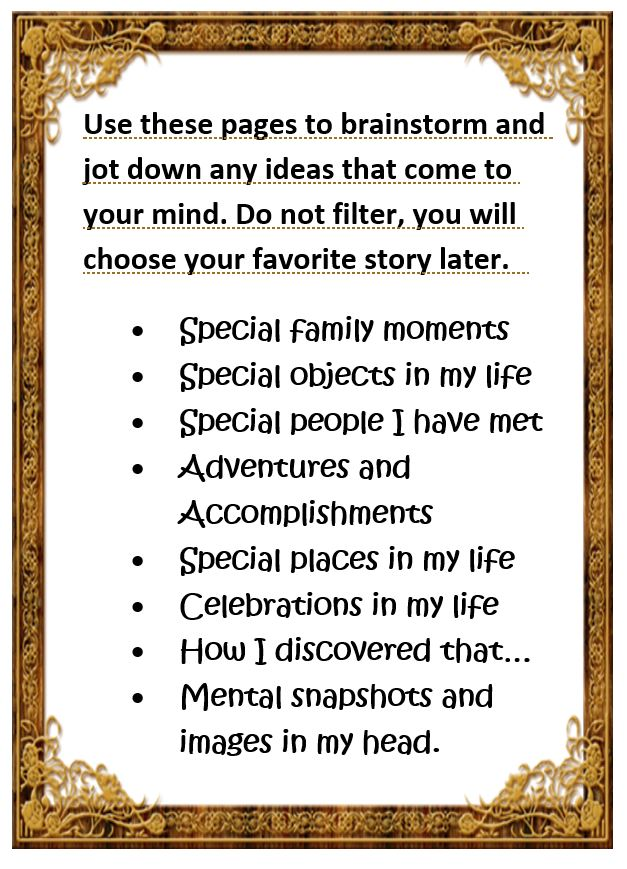 Use these pages to brainstorm and
jot down any ideas that come to
your mind. Do not filter, you will
choose your favorite story later.
• Special family moments
• Special objects in my life
• Special people I have met
• Adventures and
Accomplishments
• Special places in my life
• Celebrations in my life
• How I discovered that...
• Mental snapshots and
images in my head.